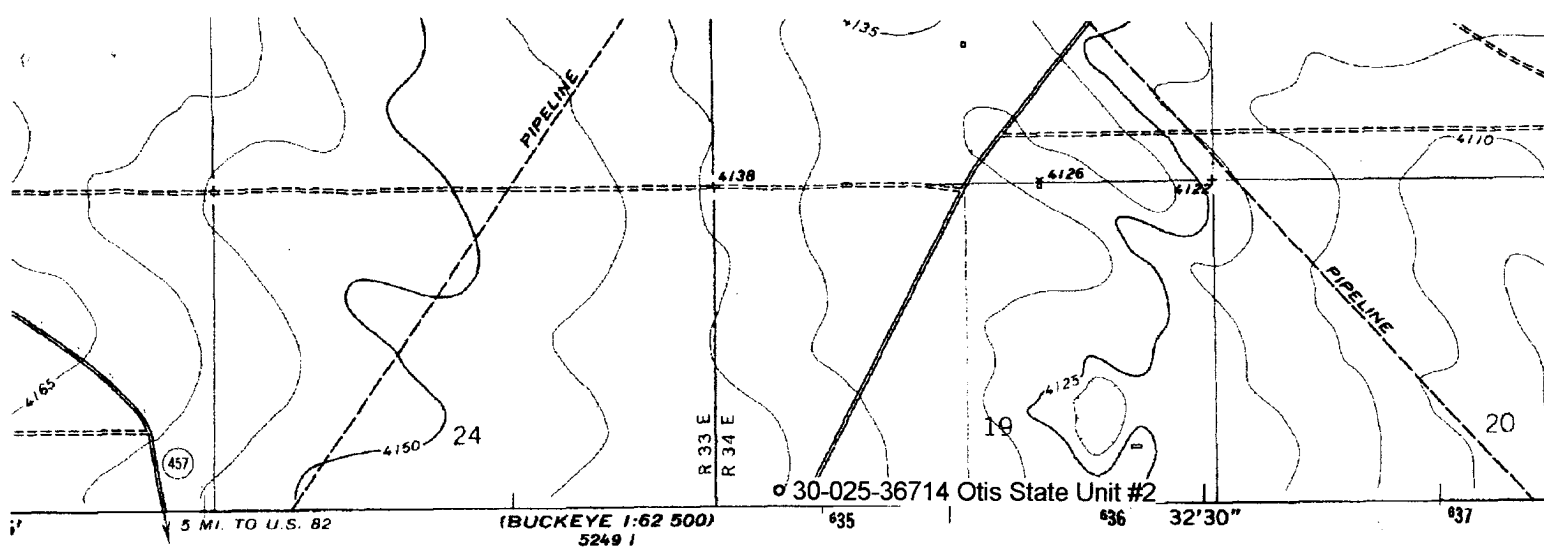 4135
PIPELINE
4110
4138
4126
4122
PIPELINE
4165
4125
4150
24
R 33 E
R 34 E
19
20
457
30-025-36714 Otis State Unit #2
5 MI. TO U.S. 82
(BUCKEYE 1:62 500)
5249 I
635
636
32'30"
637